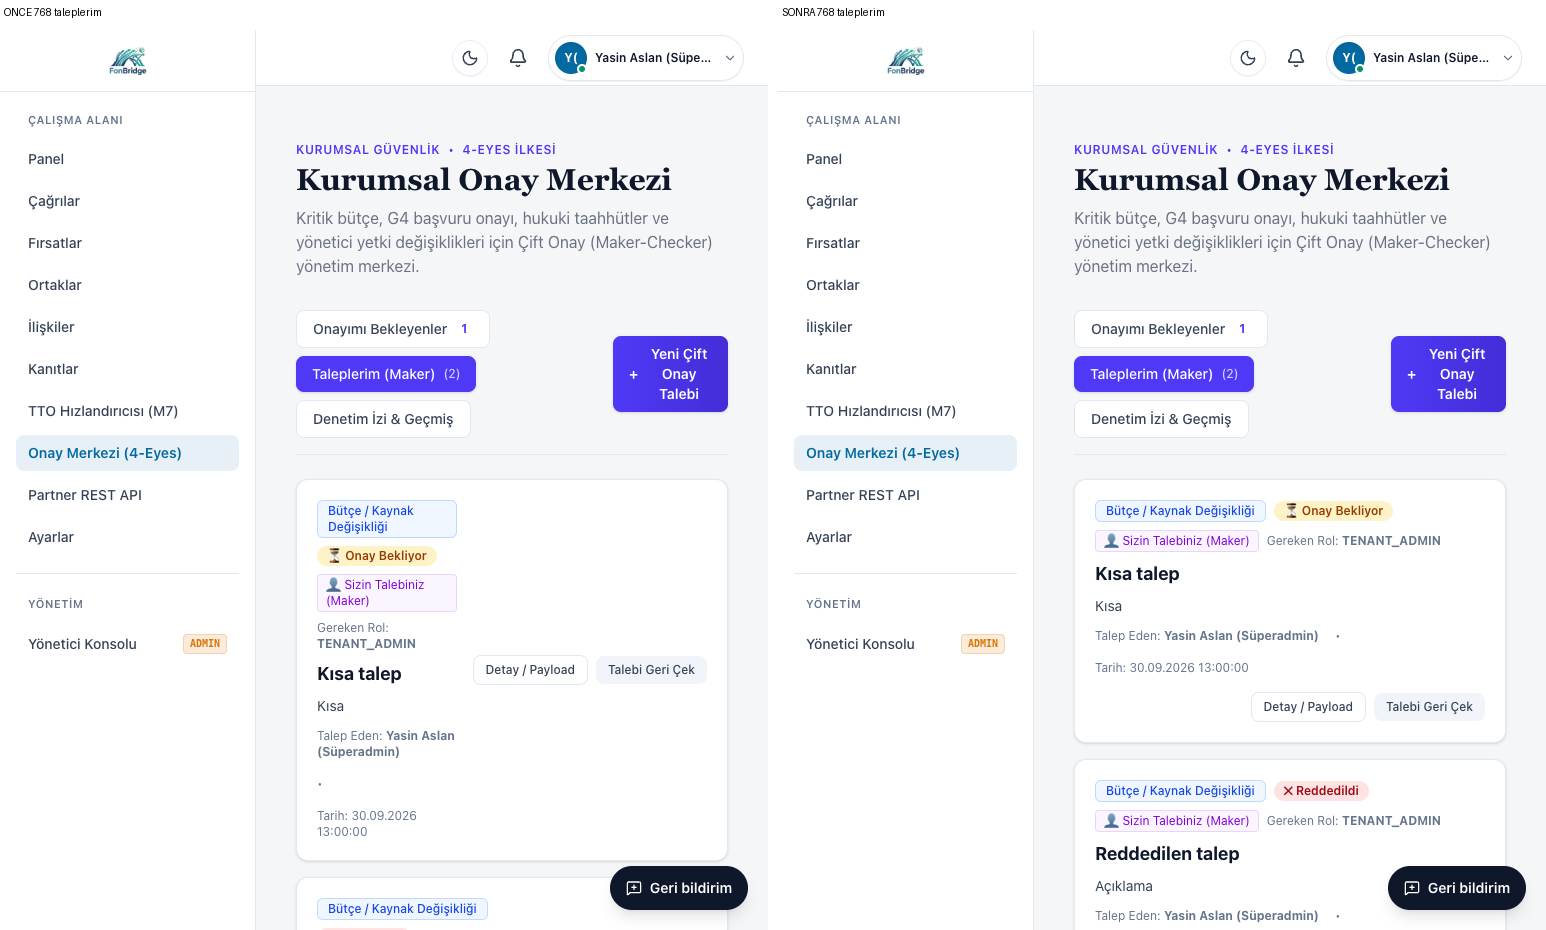 ONCE 768 taleplerim
FonBridge
Y(
Yasin Aslan (Süpe...
ÇALIŞMA ALANI
Panel
Çağrılar
Fırsatlar
Ortaklar
İlişkiler
Kanıtlar
TTO Hızlandırıcısı (M7)
Onay Merkezi (4-Eyes)
Partner REST API
Ayarlar
YÖNETİM
Yönetici Konsolu
ADMIN
KURUMSAL GÜVENLİK • 4-EYES İLKESİ
Kurumsal Onay Merkezi
Kritik bütçe, G4 başvuru onayı, hukuki taahhütler ve
yönetici yetki değişiklikleri için Çift Onay (Maker-Checker)
yönetim merkezi.
Onayımı Bekleyenler 1
Taleplerim (Maker) (2)
Denetim İzi & Geçmiş
+ Yeni Çift
Onay
Talebi
Bütçe / Kaynak
Değişikliği
⏳ Onay Bekliyor
👤 Sizin Talebiniz
(Maker)
Gereken Rol:
TENANT_ADMIN
Kısa talep
Kısa
Talep Eden: Yasin Aslan
(Süperadmin)
•
Tarih: 30.09.2026
13:00:00
Detay / Payload
Talebi Geri Çek
Bütçe / Kaynak Değişikliği
Geri bildirim
SONRA 768 taleplerim
FonBridge
Y(
Yasin Aslan (Süpe...
ÇALIŞMA ALANI
Panel
Çağrılar
Fırsatlar
Ortaklar
İlişkiler
Kanıtlar
TTO Hızlandırıcısı (M7)
Onay Merkezi (4-Eyes)
Partner REST API
Ayarlar
YÖNETİM
Yönetici Konsolu
ADMIN
KURUMSAL GÜVENLİK • 4-EYES İLKESİ
Kurumsal Onay Merkezi
Kritik bütçe, G4 başvuru onayı, hukuki taahhütler ve
yönetici yetki değişiklikleri için Çift Onay (Maker-Checker)
yönetim merkezi.
Onayımı Bekleyenler 1
Taleplerim (Maker) (2)
Denetim İzi & Geçmiş
+ Yeni Çift
Onay
Talebi
Bütçe / Kaynak Değişikliği
⏳ Onay Bekliyor
👤 Sizin Talebiniz (Maker)
Gereken Rol: TENANT_ADMIN
Kısa talep
Kısa
Talep Eden: Yasin Aslan (Süperadmin) •
Tarih: 30.09.2026 13:00:00
Detay / Payload
Talebi Geri Çek
Bütçe / Kaynak Değişikliği
✕ Reddedildi
👤 Sizin Talebiniz (Maker)
Gereken Rol: TENANT_ADMIN
Reddedilen talep
Açıklama
Talep Eden: Yasin Aslan (Süperadmin) •
Geri bildirim